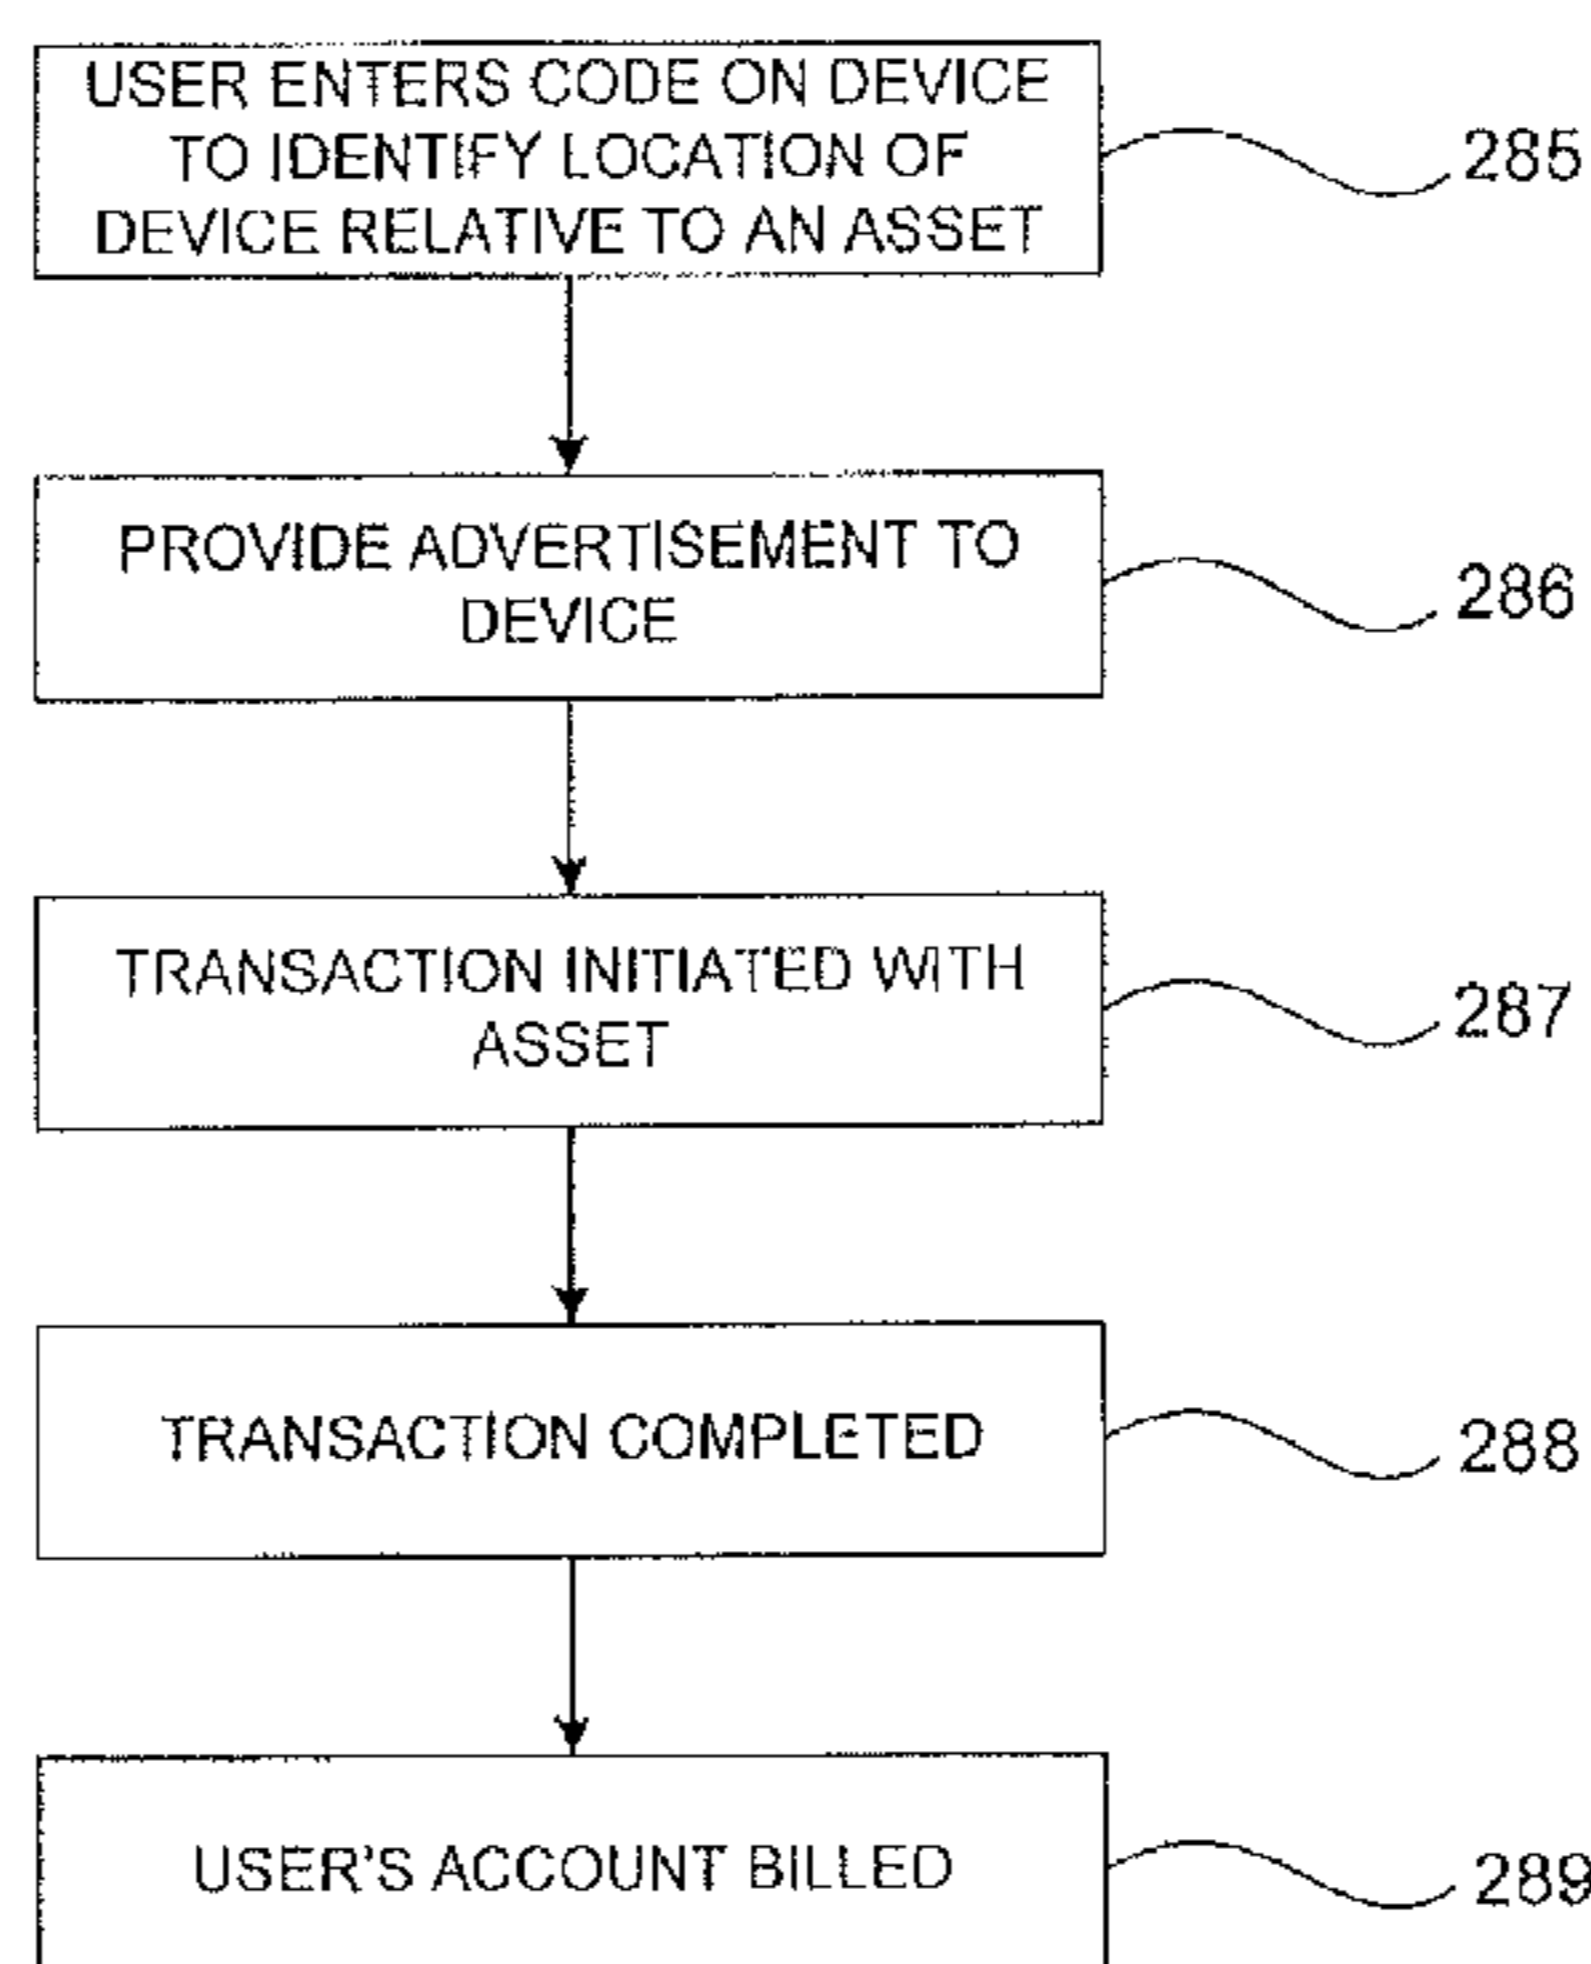 USER ENTERS CODE ON DEVICE
TO IDENTIFY LOCATION OF
DEVICE RELATIVE TO AN ASSET
285
PROVIDE ADVERTISEMENT TO
DEVICE
286
TRANSACTION INITIATED WITH
ASSET
287
TRANSACTION COMPLETED
288
USER'S ACCOUNT BILLED
289